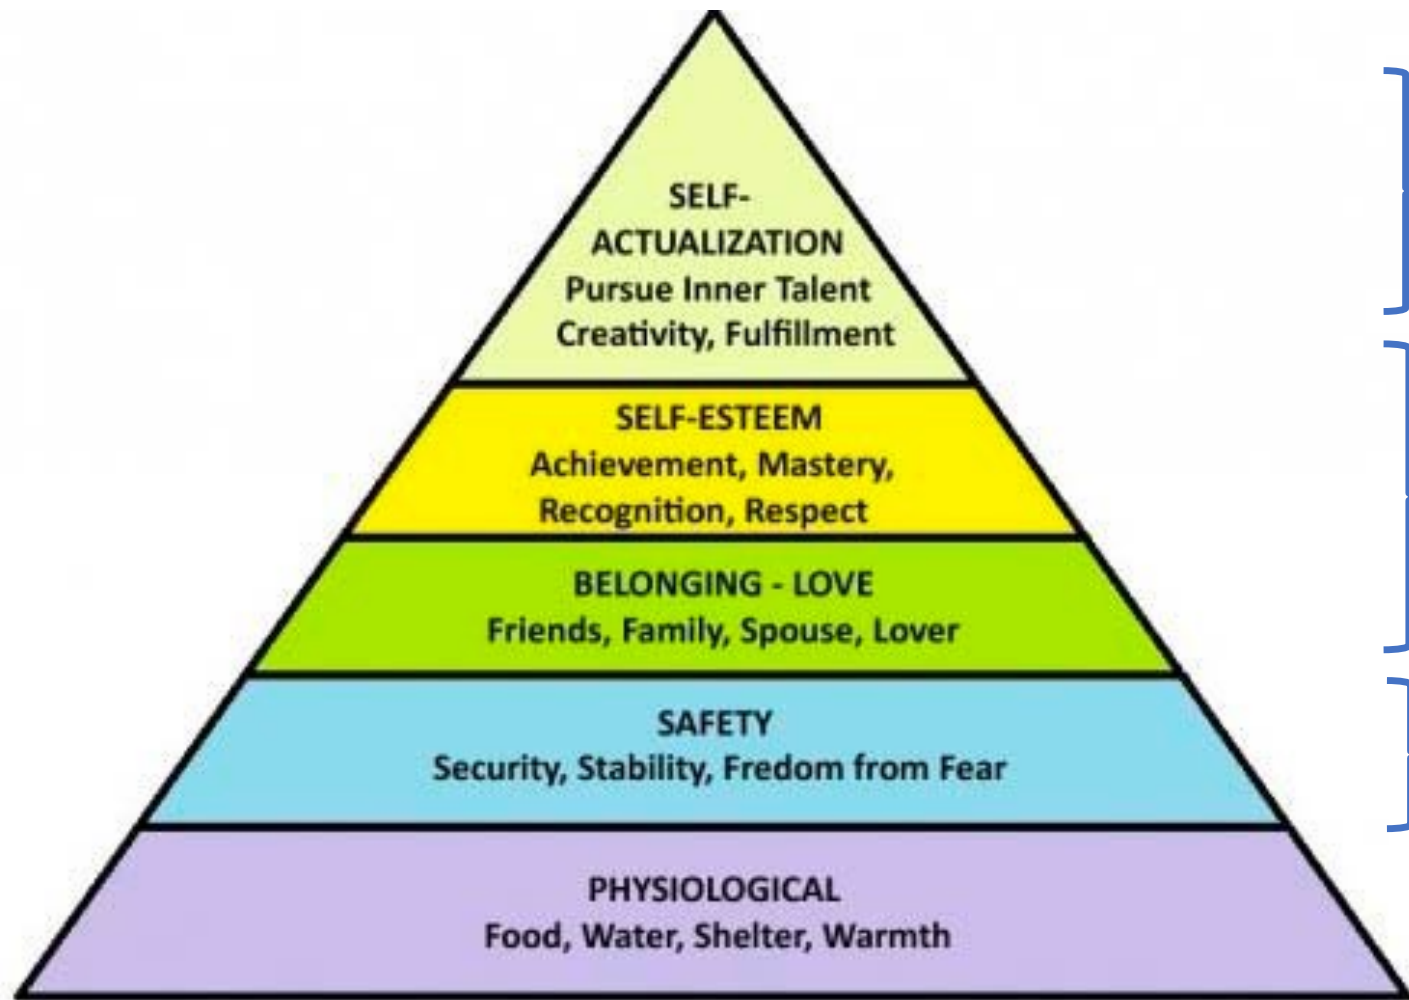 SELF-
ACTUALIZATION
Pursue Inner Talent
Creativity, Fulfillment
SELF-ESTEEM
Achievement, Mastery,
Recognition, Respect
BELONGING - LOVE
Friends, Family, Spouse, Lover
SAFETY
Security, Stability, Fredom from Fear
PHYSIOLOGICAL
Food, Water, Shelter, Warmth